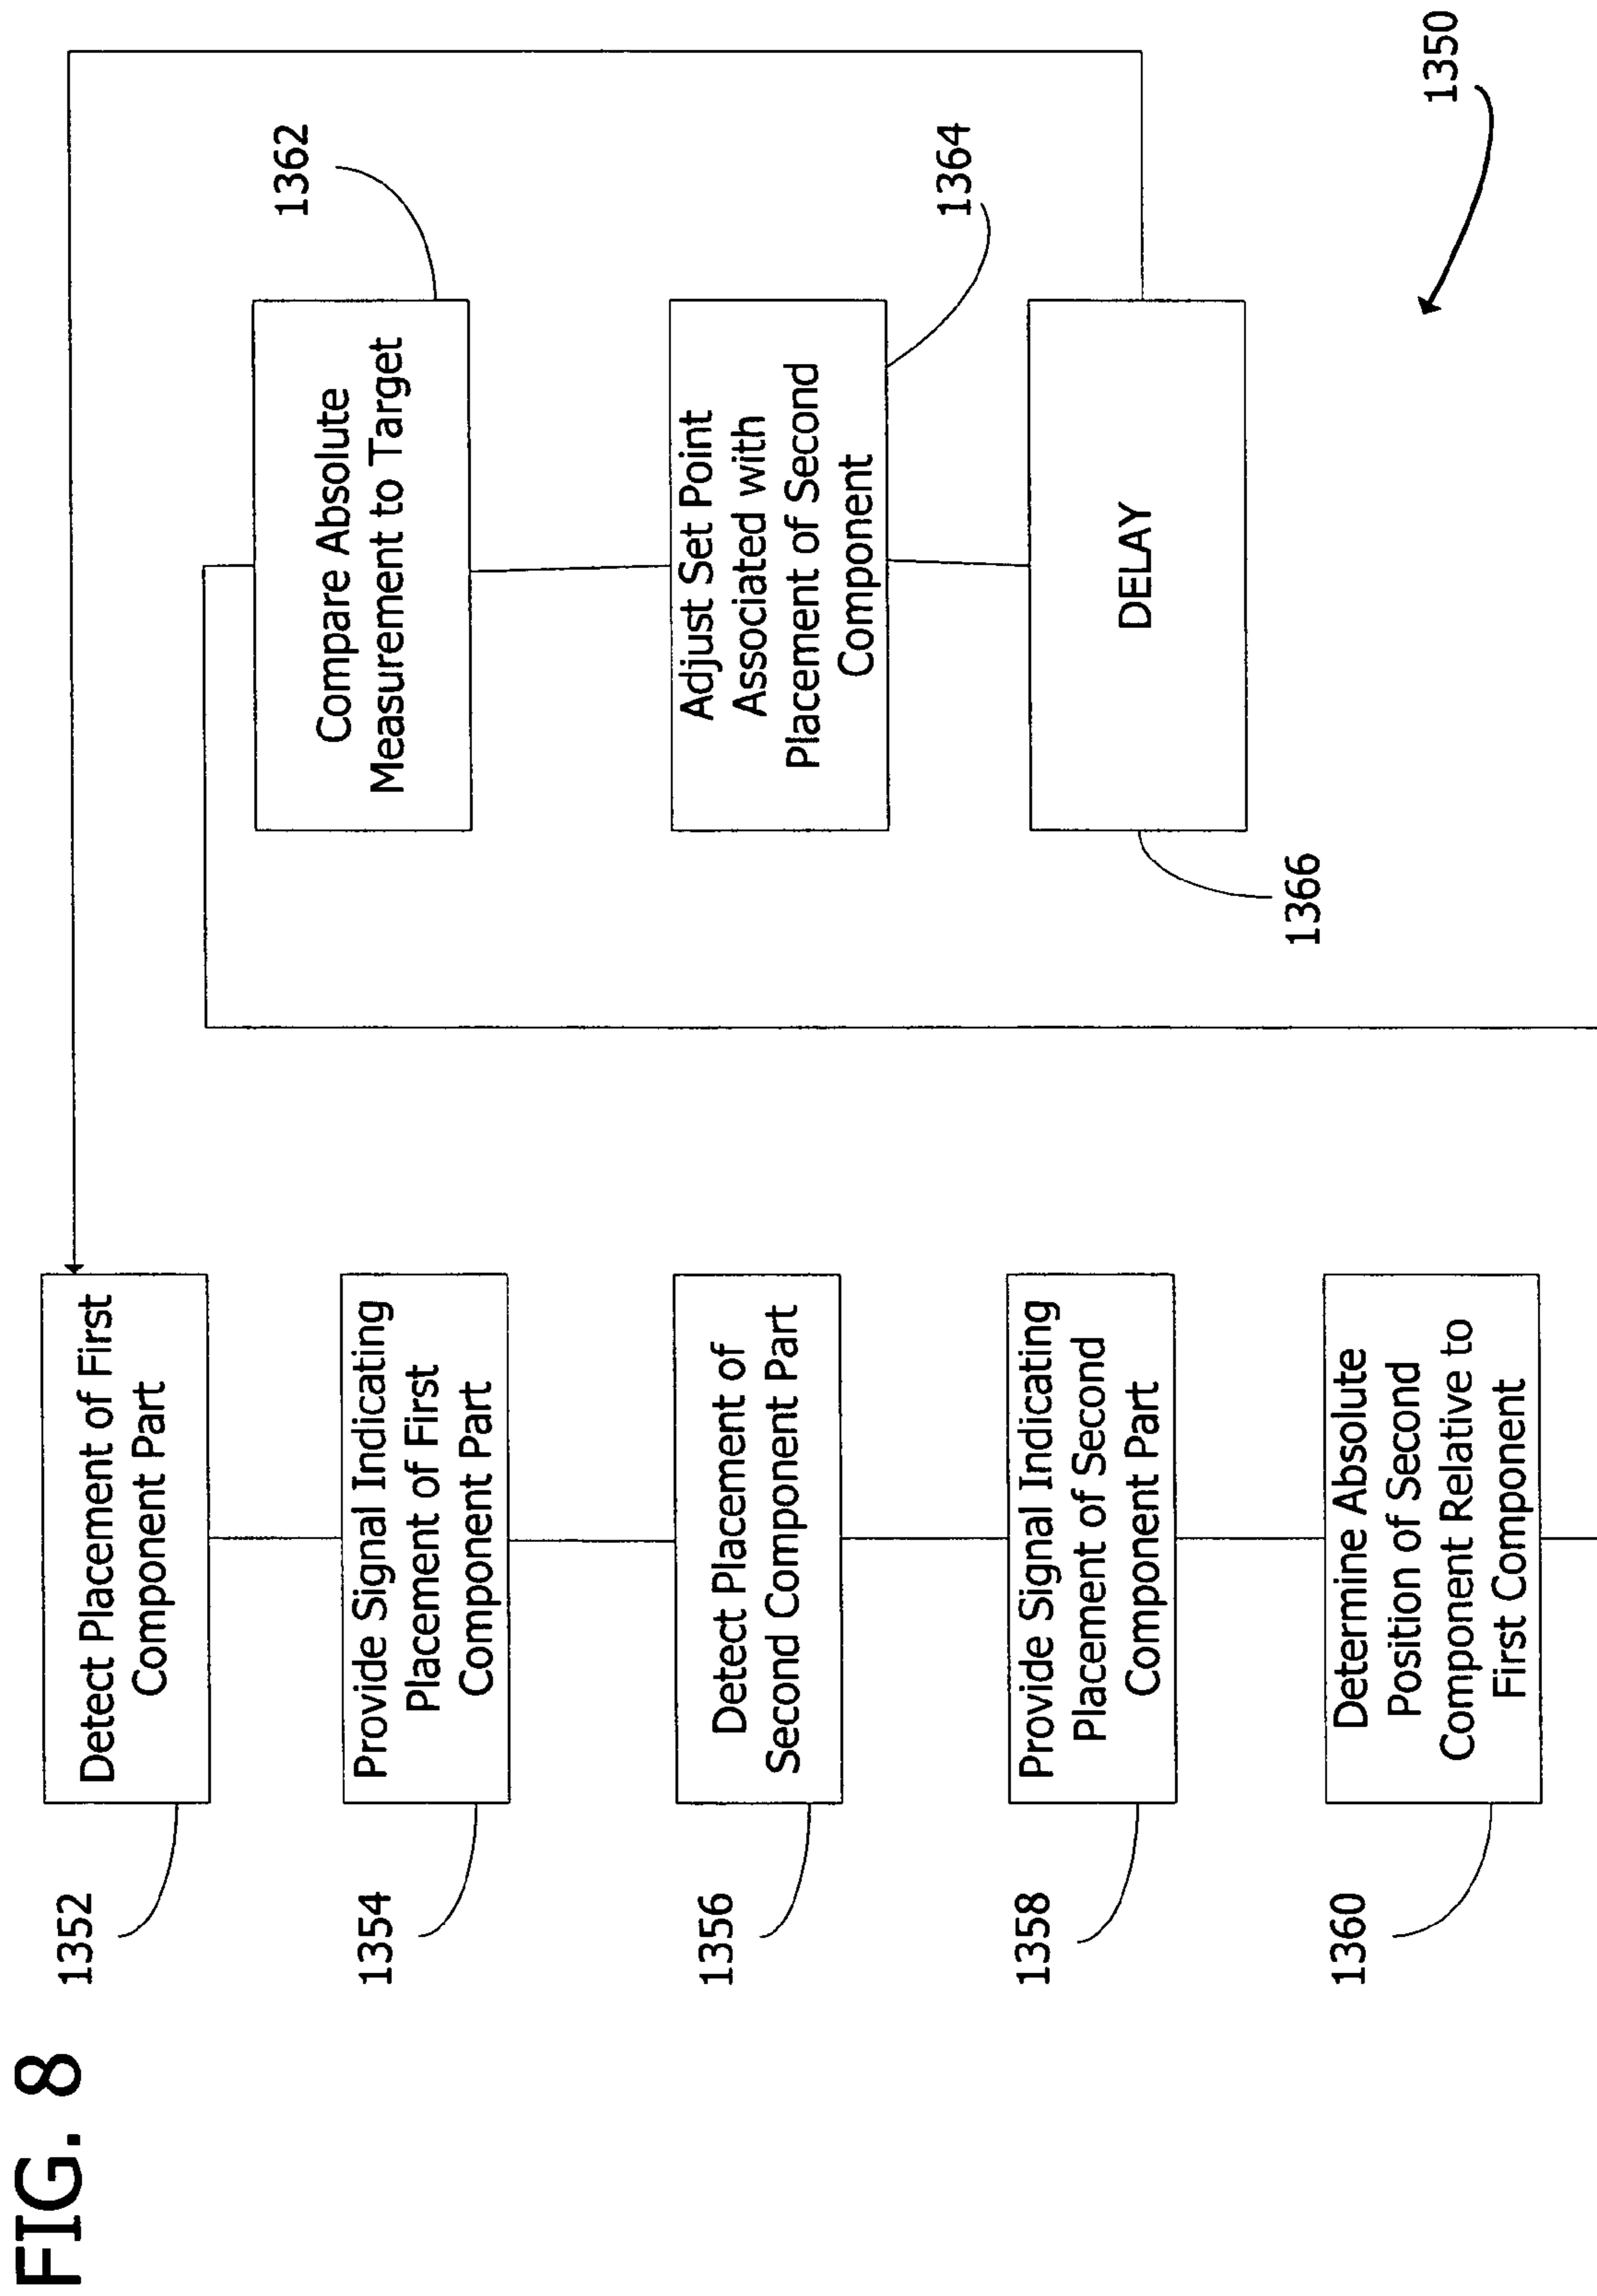 FIG. 8
1352
Detect Placement of First
Component Part
1354
Provide Signal Indicating
Placement of First
Component Part
1356
Detect Placement of
Second Component Part
1358
Provide Signal Indicating
Placement of Second
Component Part
1360
Determine Absolute
Position of Second
Component Relative to
First Component
1362
Compare Absolute
Measurement to Target
1364
Adjust Set Point
Associated with
Placement of Second
Component
1366
DELAY
1350